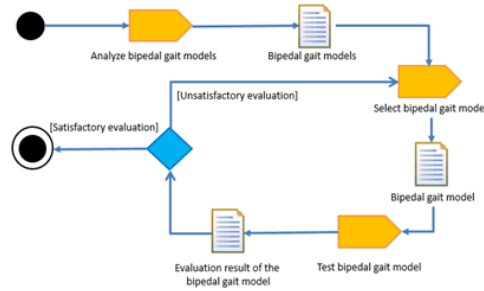 Analyze bipedal gait models
Bipedal gait models
[Unsatisfactory evaluation]
Select bipedal gait mode
[Satisfactory evaluation]
Bipedal gait model
Evaluation result of the
bipedal gait model
Test bipedal gait model